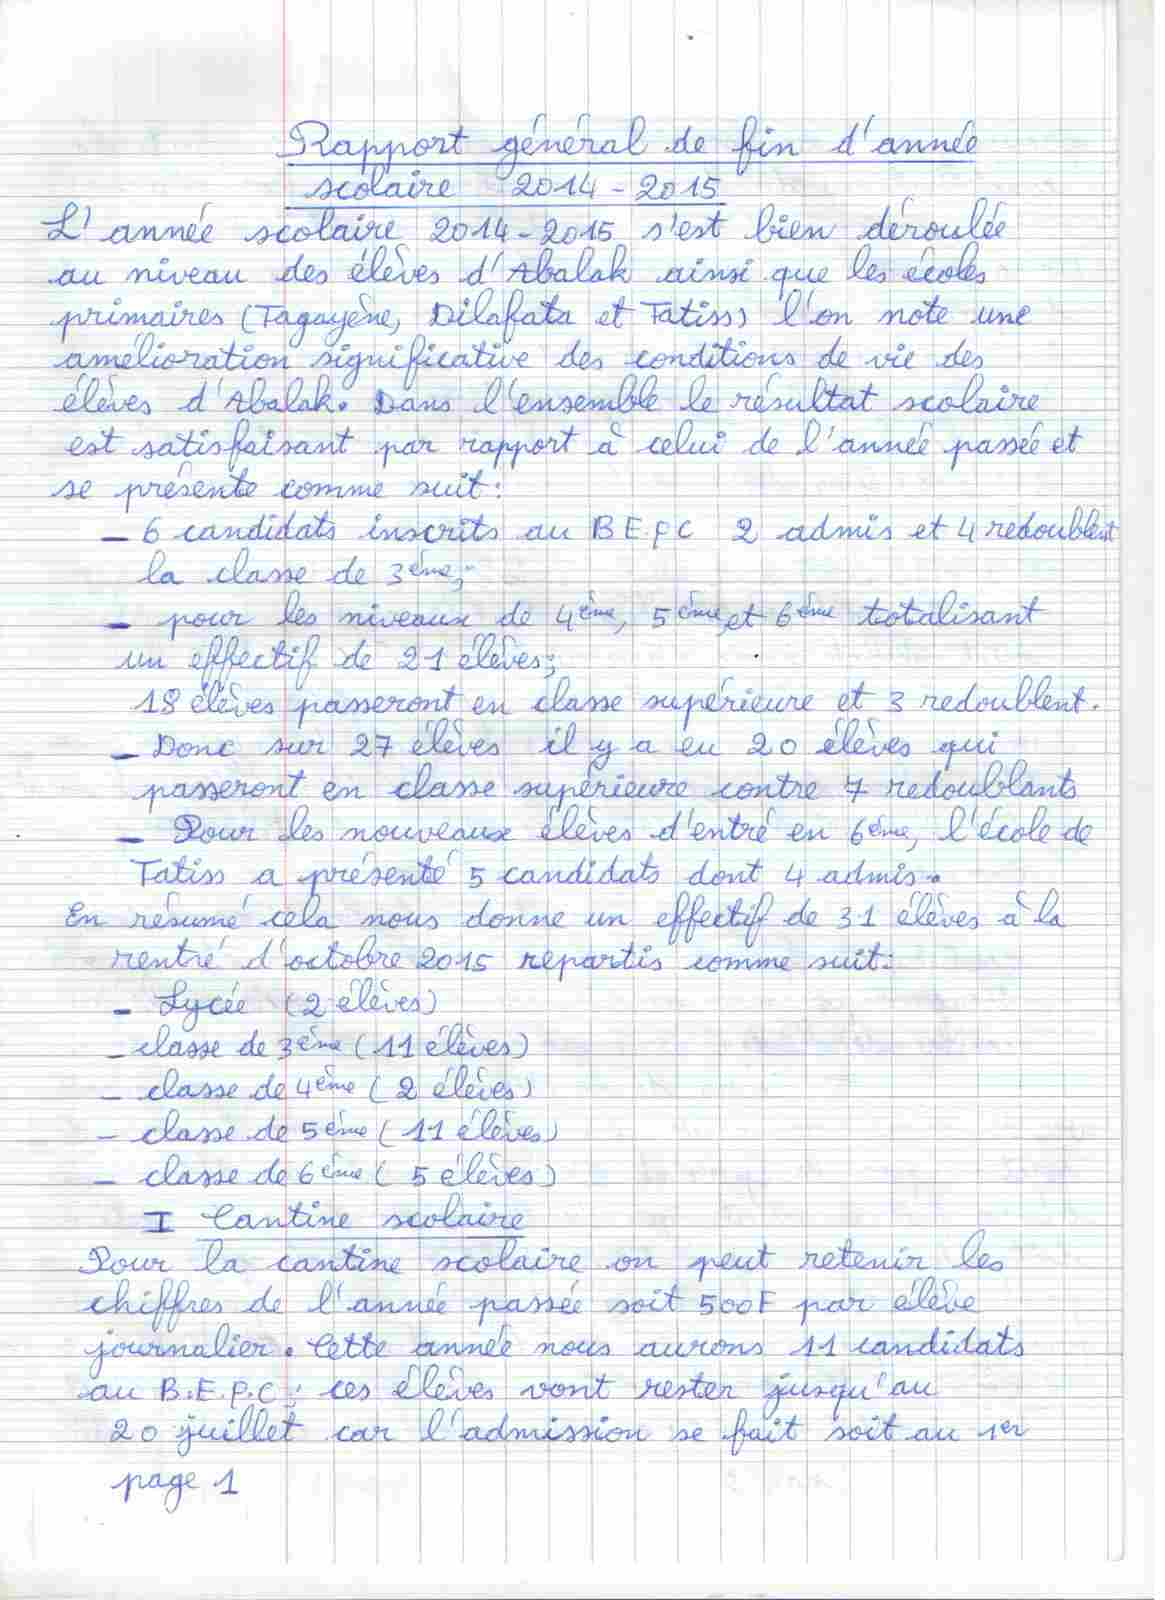 Rapport général de fin d'année
scolaire 2014-2015
L'année scolaire 2014-2015 s'est bien déroulée
au niveau des élèves d'Abalak ainsi que les écoles
primaires (Tagayène, Dilafata et Tatiss) l'on note une
amélioration significative des conditions de vie des
élèves d'Abalak. Dans l'ensemble le résultat scolaire
est satisfaisant par rapport à celui de l'année passée et
se présente comme suit:
- 6 candidats inscrits au B.E.P.C 2 admis et 4 redoublent
la classe de 3ème;
- pour les niveaux de 4ème, 5ème, et 6ème totalisant
un effectif de 21 élèves;
18 élèves passeront en classe supérieure et 3 redoublent.
- Donc sur 27 élèves il y a eu 20 élèves qui
passeront en classe supérieure contre 7 redoublants
- Pour les nouveaux élèves d'entré en 6ème, l'école de
Tatiss a présenté 5 candidats dont 4 admis.
En résumé cela nous donne un effectif de 31 élèves à la
rentré d'octobre 2015 repartis comme suit:
- Lycée (2 élèves)
- classe de 3ème (11 élèves)
- classe de 4ème (2 élèves)
- classe de 5ème (11 élèves)
- classe de 6ème (5 élèves)
I Cantine scolaire
Pour la cantine scolaire on peut retenir les
chiffres de l'année passée soit 500F par élève
journalier. Cette année nous aurons 11 candidats
au B.E.P.C; ces élèves vont rester jusqu'au
20 juillet car l'admission se fait soit au 1er
page 1